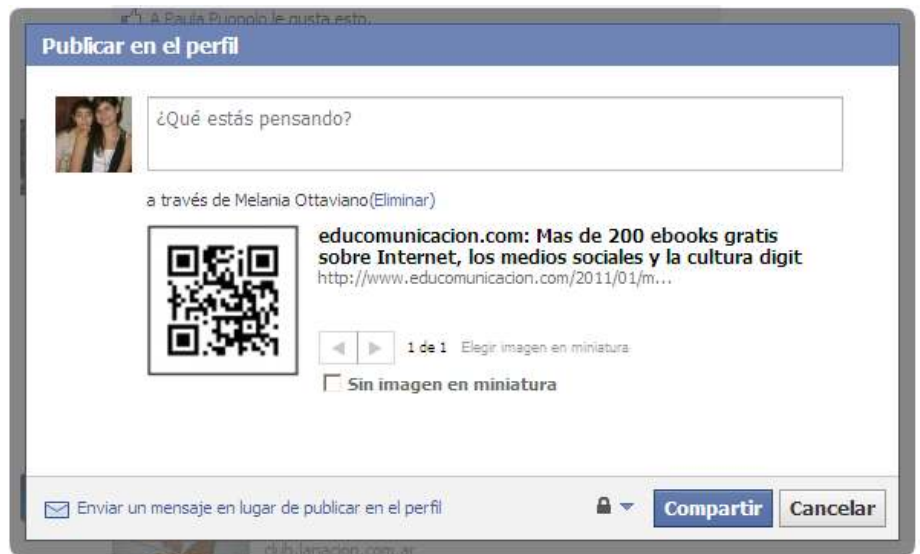 A Paula Pugnolo le gusta esto.
Publicar en el perfil
¿Qué estás pensando?
a través de Melania Ottaviano(Eliminar)
educomunicacion.com: Mas de 200 ebooks gratis
sobre Internet, los medios sociales y la cultura digit
http://www.educomunicacion.com/2011/01/m...
1 de 1 Elegir imagen en miniatura
Sin imagen en miniatura
Enviar un mensaje en lugar de publicar en el perfil
Compartir
Cancelar
club.lanacion.com.ar